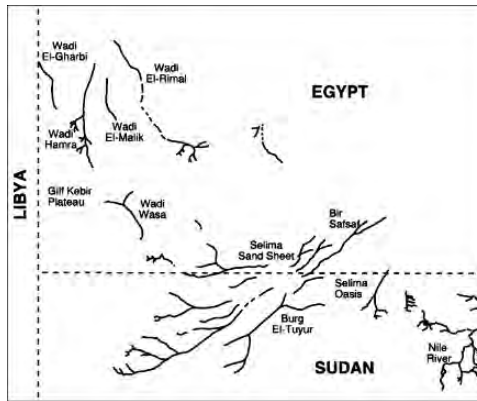 Wadi
El-Gharbi
Wadi
El-Rimal
EGYPT
Wadi
Hamra
Wadi
El-Malik
LIBYA
Gilf Kebir
Plateau
Wadi
Wasa
Bir
Safsaf
Selima
Sand Sheet
Selima
Oasis
Burg
El-Tuyur
Nile
River
SUDAN